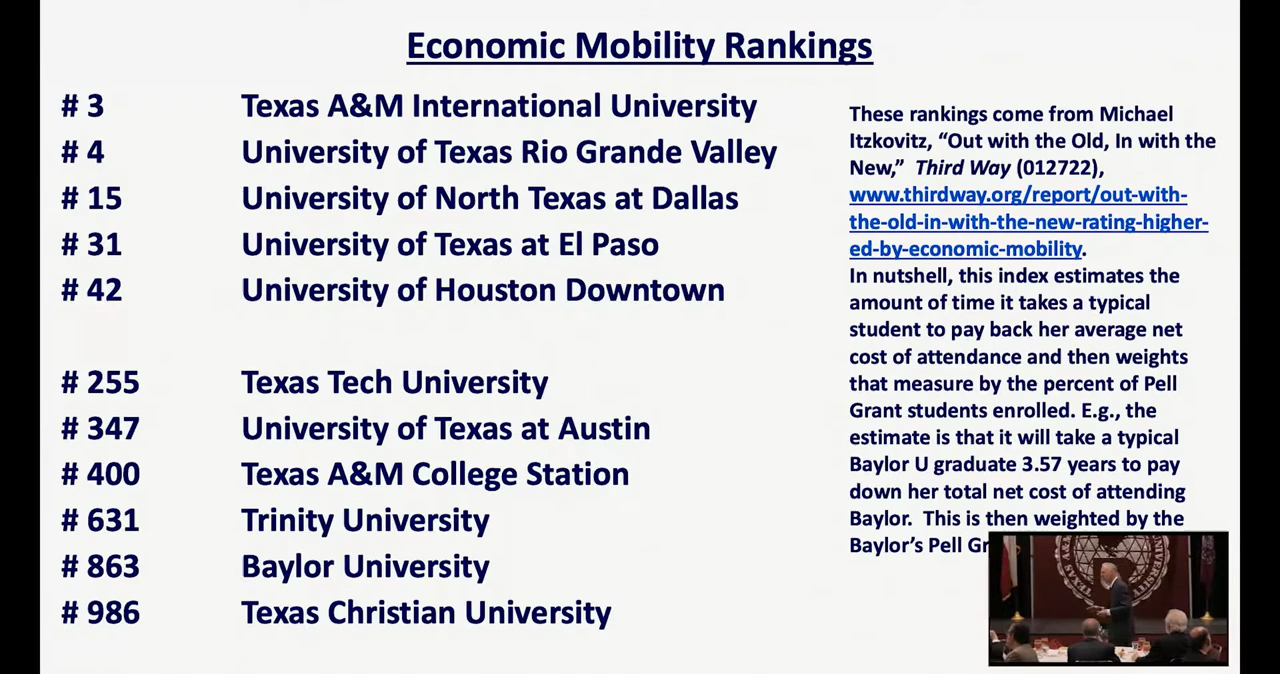 Economic Mobility Rankings
# 3 Texas A&M International University
# 4 University of Texas Rio Grande Valley
# 15 University of North Texas at Dallas
# 31 University of Texas at El Paso
# 42 University of Houston Downtown
# 255 Texas Tech University
# 347 University of Texas at Austin
# 400 Texas A&M College Station
# 631 Trinity University
# 863 Baylor University
# 986 Texas Christian University
These rankings come from Michael
Itzkovitz, “Out with the Old, In with the
New,” Third Way (012722),
www.thirdway.org/report/out-with-
the-old-in-with-the-new-rating-higher-
ed-by-economic-mobility.
In nutshell, this index estimates the
amount of time it takes a typical
student to pay back her average net
cost of attendance and then weights
that measure by the percent of Pell
Grant students enrolled. E.g., the
estimate is that it will take a typical
Baylor U graduate 3.57 years to pay
down her total net cost of attending
Baylor. This is then weighted by the
Baylor’s Pell